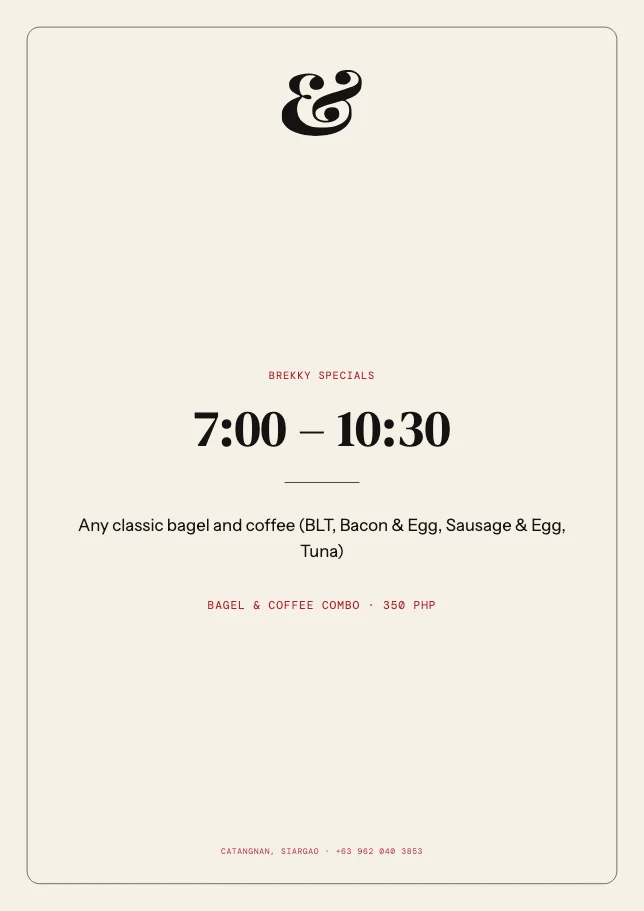 &
BREKKY SPECIALS
7:00 – 10:30
Any classic bagel and coffee (BLT, Bacon & Egg, Sausage & Egg,
Tuna)
BAGEL & COFFEE COMBO · 350 PHP
CATANGNAN, SIARGAO · +63 962 040 3853